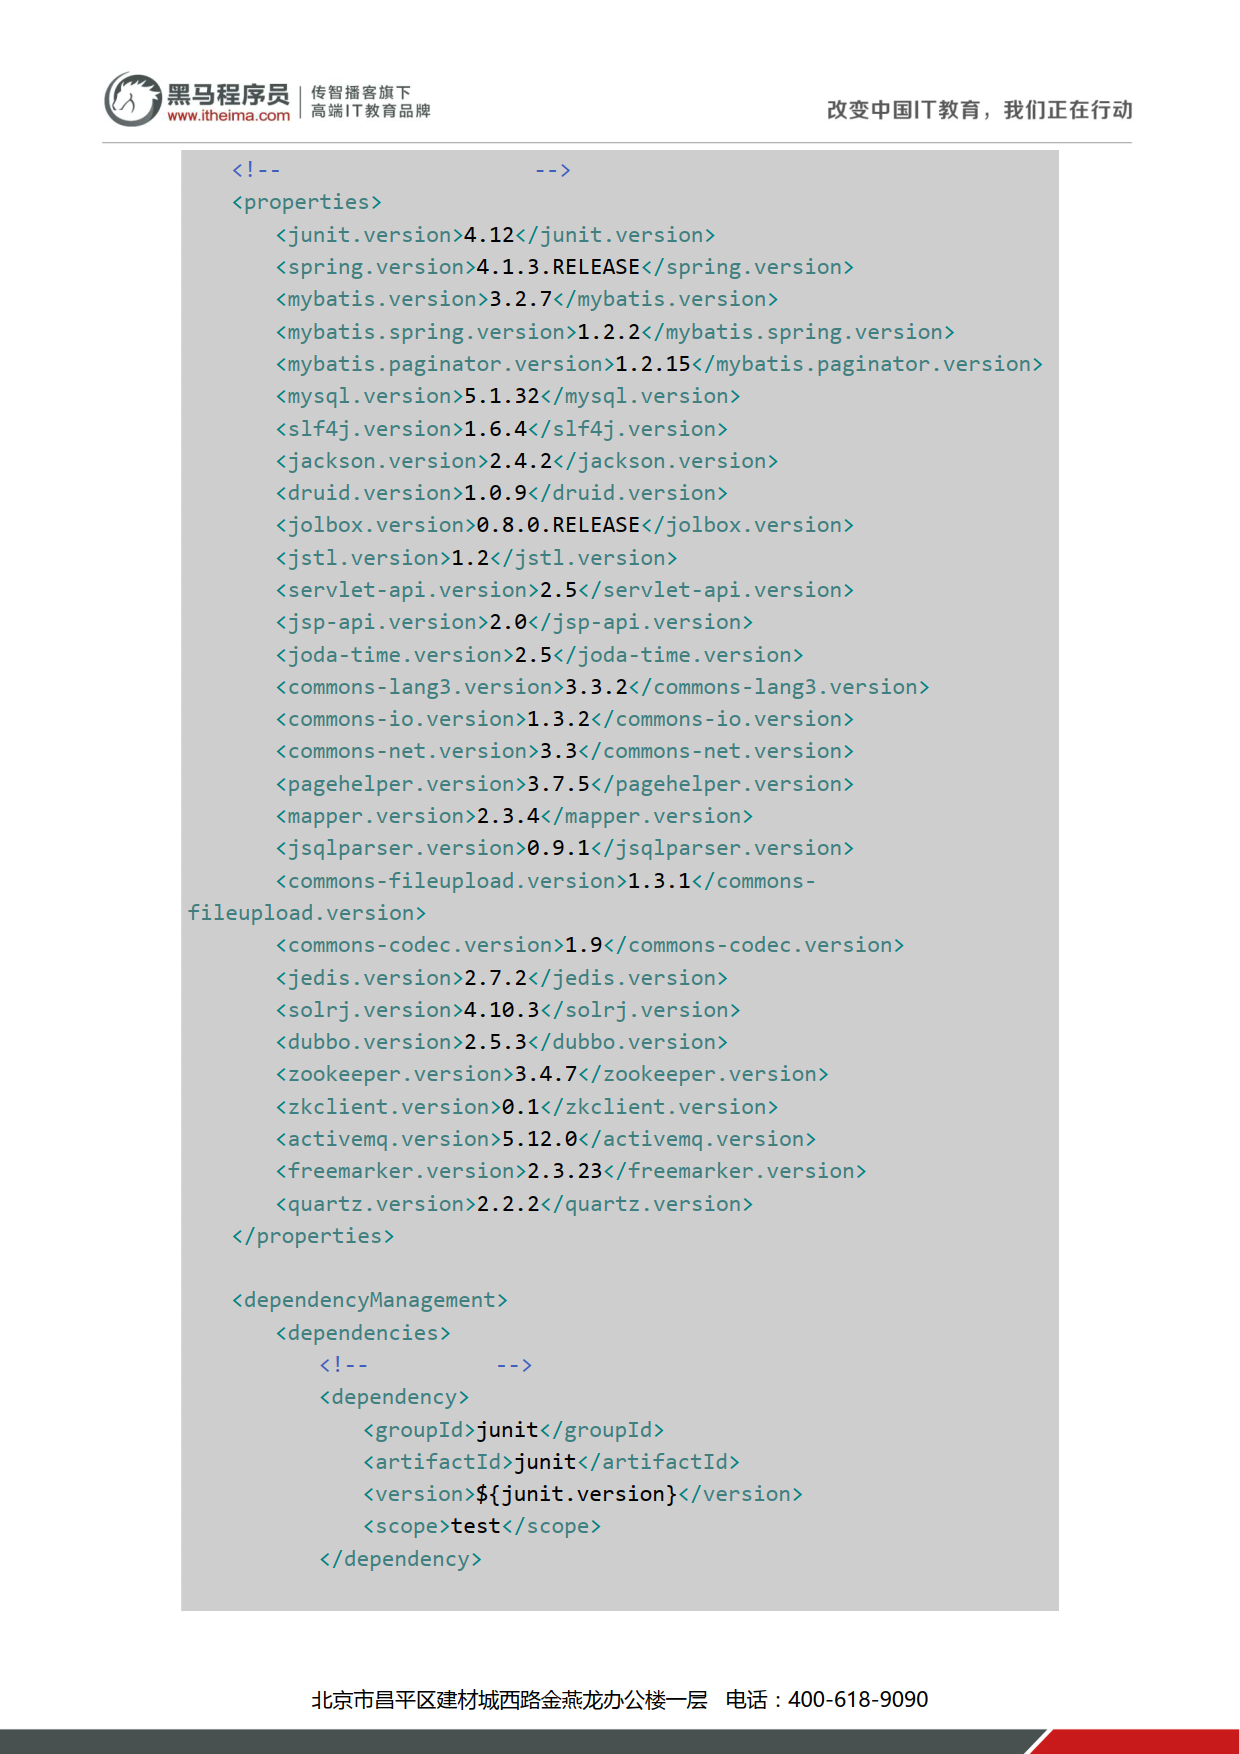 黑马程序员
www.itheima.com
传智播客旗下
高端IT教育品牌
改变中国IT教育，我们正在行动
<!-- -->
<properties>
<junit.version>4.12</junit.version>
<spring.version>4.1.3.RELEASE</spring.version>
<mybatis.version>3.2.7</mybatis.version>
<mybatis.spring.version>1.2.2</mybatis.spring.version>
<mybatis.paginator.version>1.2.15</mybatis.paginator.version>
<mysql.version>5.1.32</mysql.version>
<slf4j.version>1.6.4</slf4j.version>
<jackson.version>2.4.2</jackson.version>
<druid.version>1.0.9</druid.version>
<jolbox.version>0.8.0.RELEASE</jolbox.version>
<jstl.version>1.2</jstl.version>
<servlet-api.version>2.5</servlet-api.version>
<jsp-api.version>2.0</jsp-api.version>
<joda-time.version>2.5</joda-time.version>
<commons-lang3.version>3.3.2</commons-lang3.version>
<commons-io.version>1.3.2</commons-io.version>
<commons-net.version>3.3</commons-net.version>
<pagehelper.version>3.7.5</pagehelper.version>
<mapper.version>2.3.4</mapper.version>
<jsqlparser.version>0.9.1</jsqlparser.version>
<commons-fileupload.version>1.3.1</commons-
fileupload.version>
<commons-codec.version>1.9</commons-codec.version>
<jedis.version>2.7.2</jedis.version>
<solrj.version>4.10.3</solrj.version>
<dubbo.version>2.5.3</dubbo.version>
<zookeeper.version>3.4.7</zookeeper.version>
<zkclient.version>0.1</zkclient.version>
<activemq.version>5.12.0</activemq.version>
<freemarker.version>2.3.23</freemarker.version>
<quartz.version>2.2.2</quartz.version>
</properties>
<dependencyManagement>
<dependencies>
<!-- -->
<dependency>
<groupId>junit</groupId>
<artifactId>junit</artifactId>
<version>${junit.version}</version>
<scope>test</scope>
</dependency>
北京市昌平区建材城西路金燕龙办公楼一层 电话：400-618-9090